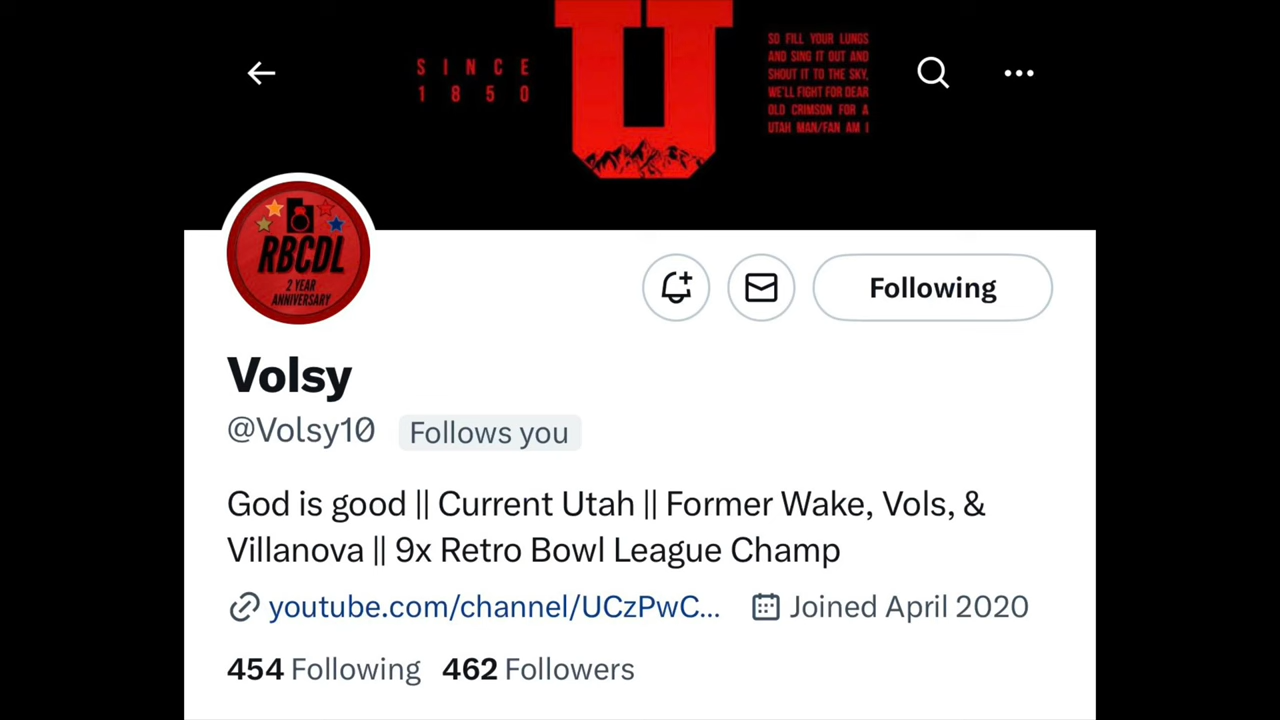 SINCE
1850
U
SO FILL YOUR LUNGS
AND SING IT OUT AND
SHOUT IT TO THE SKY,
WE'LL FIGHT FOR DEAR
OLD CRIMSON FOR A
UTAH MAN/FAN AM I
RBCDL
2 YEAR
ANNIVERSARY
Following
Volsy
@Volsy10 Follows you
God is good || Current Utah || Former Wake, Vols, &
Villanova || 9x Retro Bowl League Champ
youtube.com/channel/UCzPwC... Joined April 2020
454 Following 462 Followers